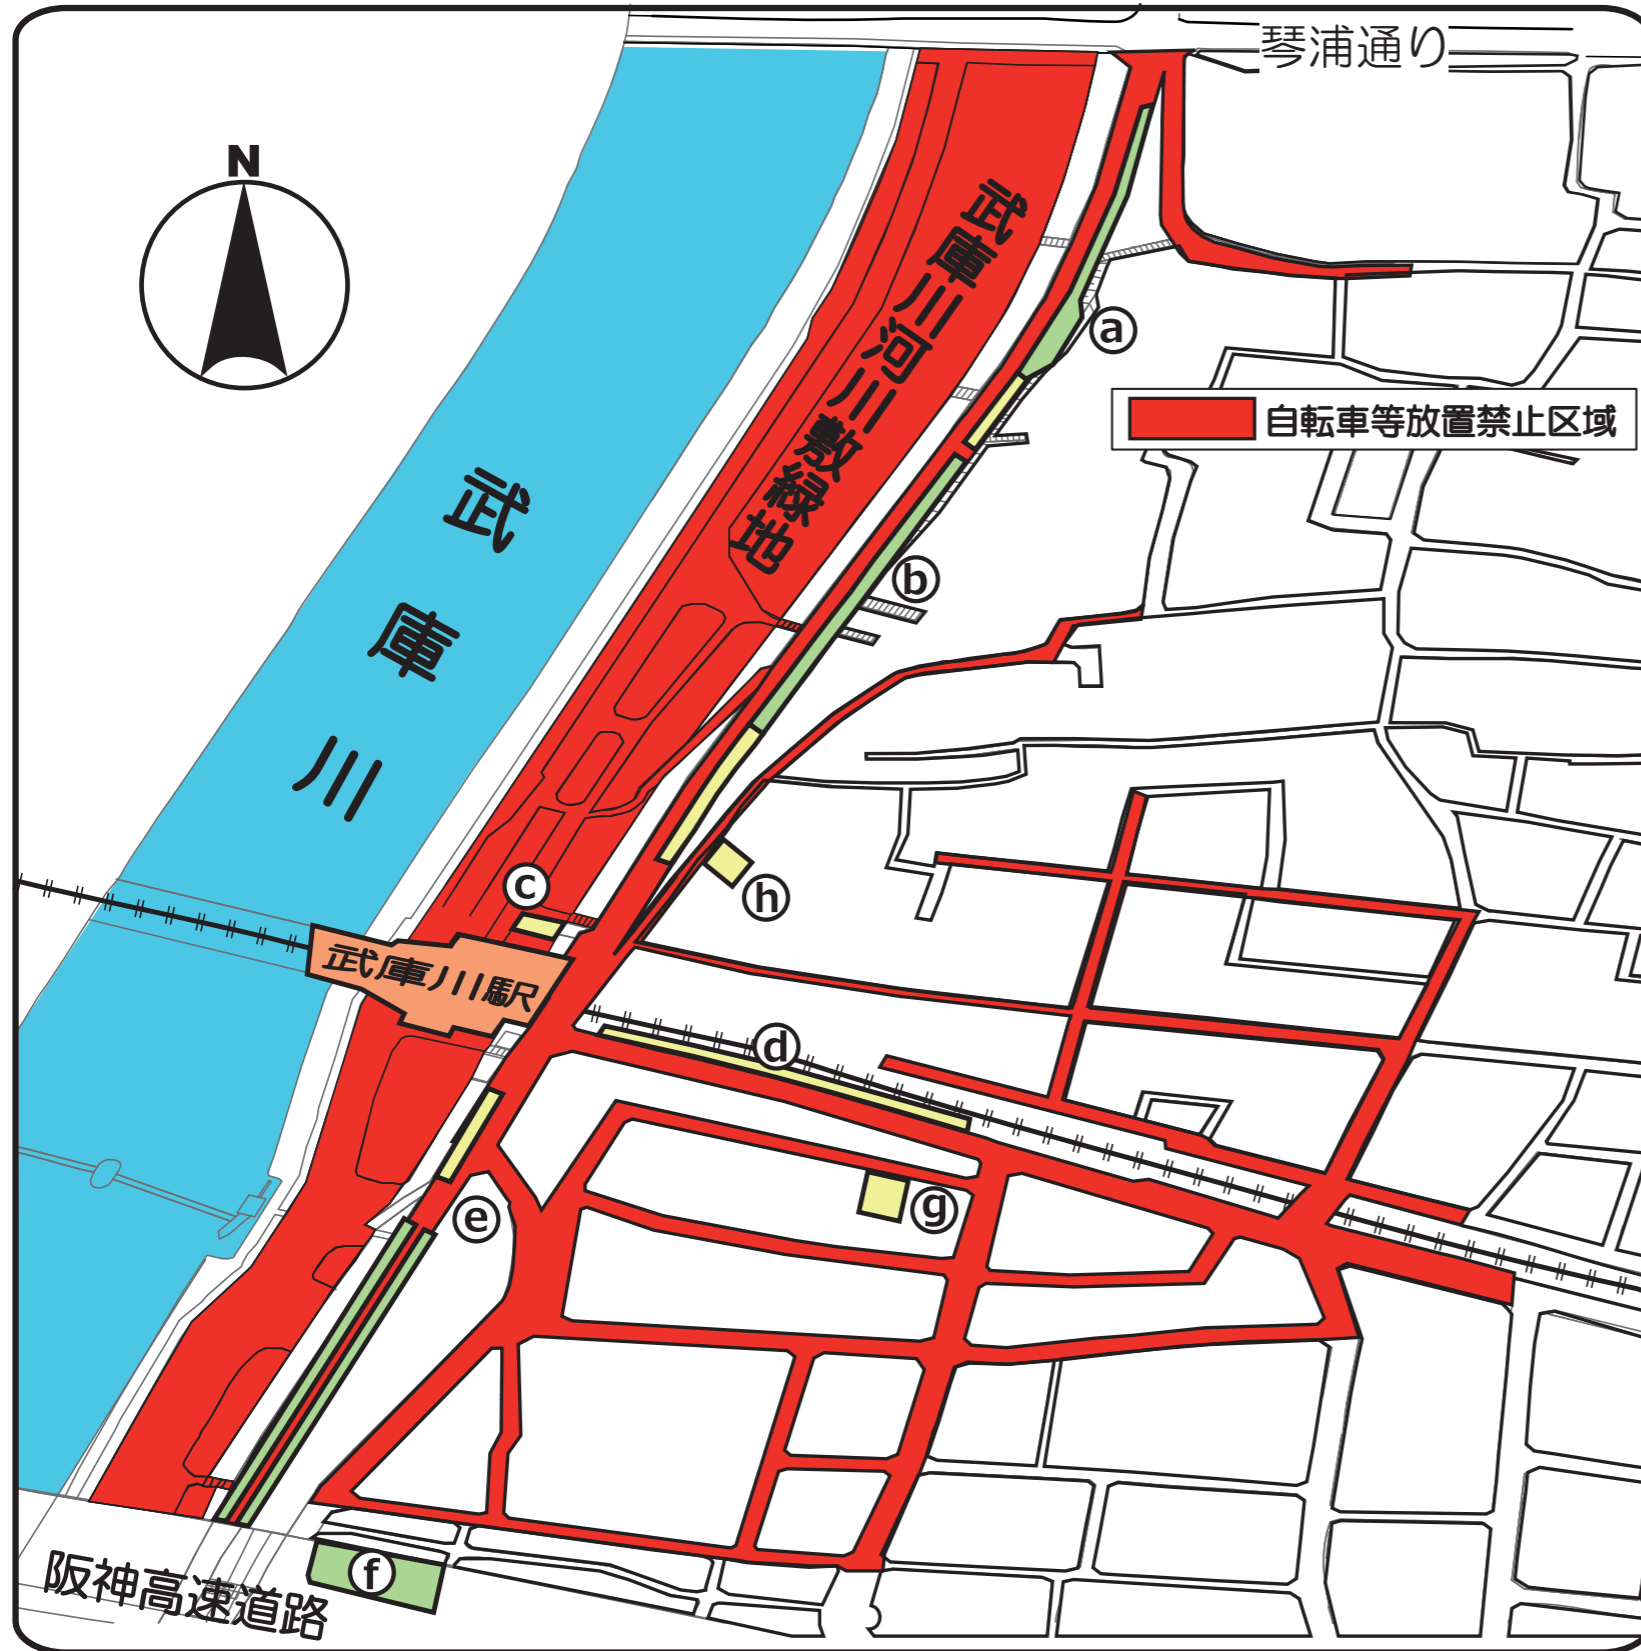 琴浦通り
N
武庫川河川敷緑地
ⓐ
自転車等放置禁止区域
武庫川
ⓑ
ⓒ
ⓗ
武庫川駅
ⓓ
ⓔ
ⓖ
ⓕ
阪神高速道路